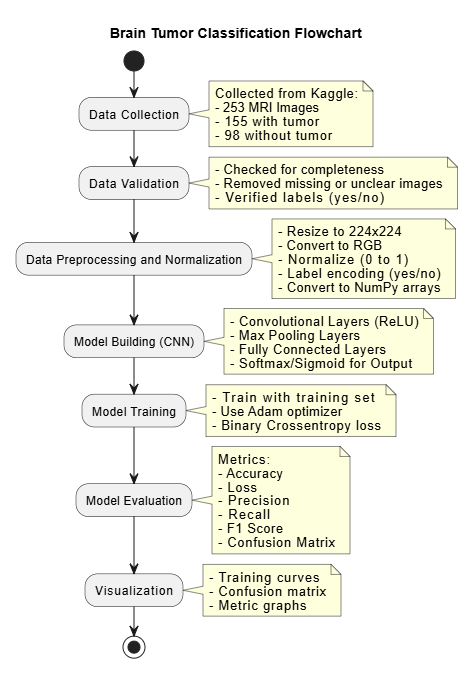 Brain Tumor Classification Flowchart
Data Collection
Collected from Kaggle:
- 253 MRI Images
- 155 with tumor
- 98 without tumor
Data Validation
- Checked for completeness
- Removed missing or unclear images
- Verified labels (yes/no)
Data Preprocessing and Normalization
- Resize to 224x224
- Convert to RGB
- Normalize (0 to 1)
- Label encoding (yes/no)
- Convert to NumPy arrays
Model Building (CNN)
- Convolutional Layers (ReLU)
- Max Pooling Layers
- Fully Connected Layers
- Softmax/Sigmoid for Output
Model Training
- Train with training set
- Use Adam optimizer
- Binary Crossentropy loss
Model Evaluation
Metrics:
- Accuracy
- Loss
- Precision
- Recall
- F1 Score
- Confusion Matrix
Visualization
- Training curves
- Confusion matrix
- Metric graphs